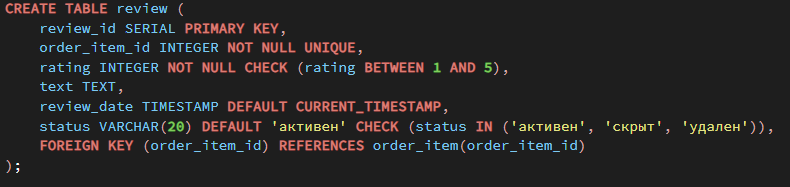 CREATE TABLE review (
    review_id SERIAL PRIMARY KEY,
    order_item_id INTEGER NOT NULL UNIQUE,
    rating INTEGER NOT NULL CHECK (rating BETWEEN 1 AND 5),
    text TEXT,
    review_date TIMESTAMP DEFAULT CURRENT_TIMESTAMP,
    status VARCHAR(20) DEFAULT 'активен' CHECK (status IN ('активен', 'скрыт', 'удален')),
    FOREIGN KEY (order_item_id) REFERENCES order_item(order_item_id)
);